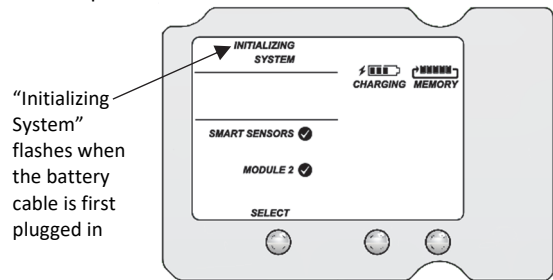 INITIALIZING
SYSTEM
CHARGING MEMORY
"Initializing
System"
flashes when
the battery
cable is first
plugged in
SMART SENSORS
MODULE 2
SELECT